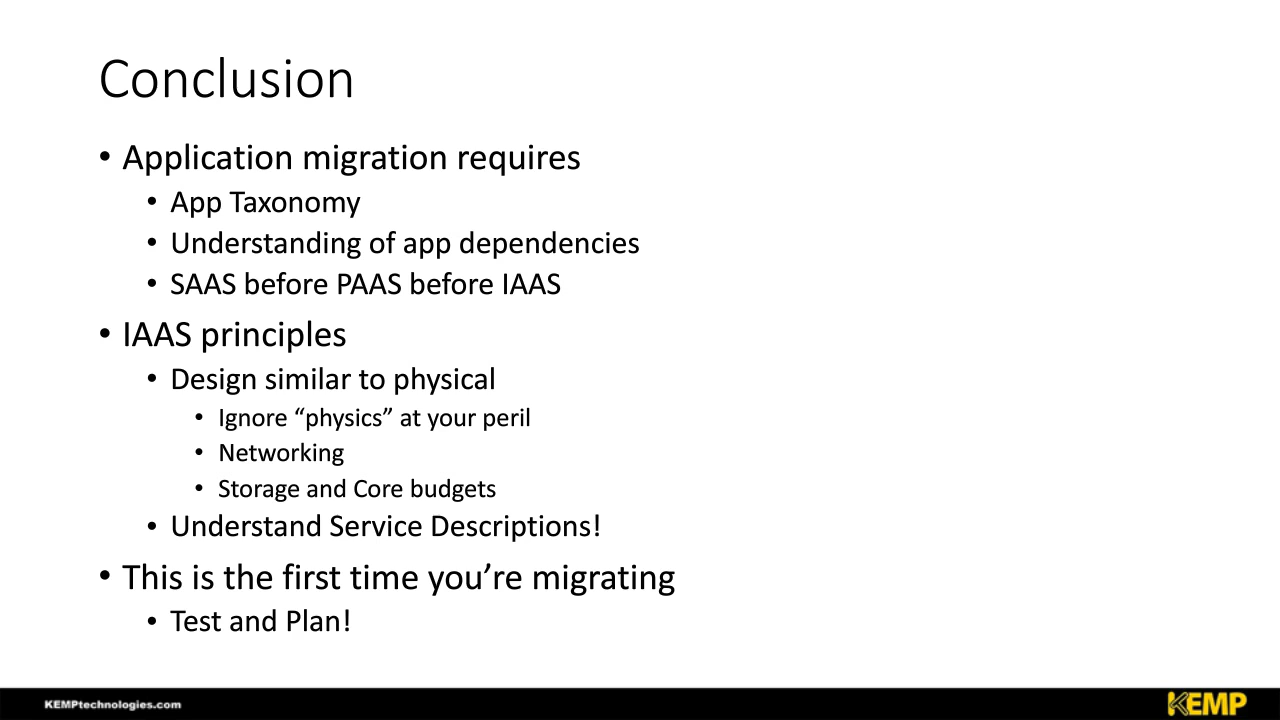 Conclusion
• Application migration requires
• App Taxonomy
• Understanding of app dependencies
• SAAS before PAAS before IAAS
• IAAS principles
• Design similar to physical
• Ignore “physics” at your peril
• Networking
• Storage and Core budgets
• Understand Service Descriptions!
• This is the first time you’re migrating
• Test and Plan!
KEMPtechnologies.com
KEMP